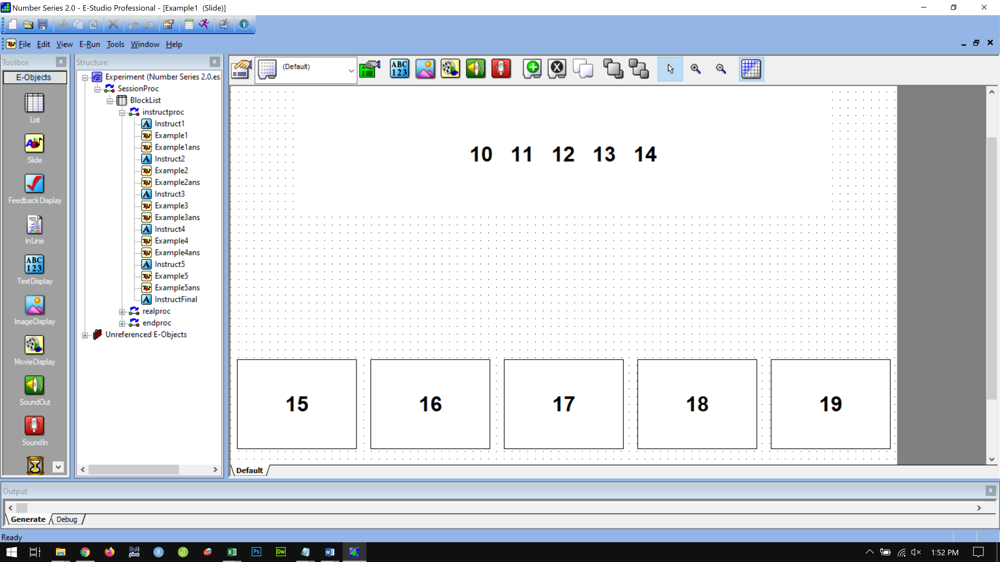 Number Series 2.0 - E-Studio Professional - [Example1 (Slide)]
File Edit View E-Run Tools Window Help
Toolbox
E-Objects
List
Slide
FeedbackDisplay
InLine
ABC
123
TextDisplay
ImageDisplay
MovieDisplay
SoundOut
SoundIn
Structure
Experiment (Number Series 2.0.es
SessionProc
BlockList
instructproc
Instruct1
Example1
Example1ans
Instruct2
Example2
Example2ans
Instruct3
Example3
Example3ans
Instruct4
Example4
Example4ans
Instruct5
Example5
Example5ans
InstructFinal
realproc
endproc
Unreferenced E-Objects
(Default)
ABC
123
10 11 12 13 14
15 16 17 18 19
Default
Output
Generate Debug
Ready
Mplus6 R Ps Dw 1:52 PM